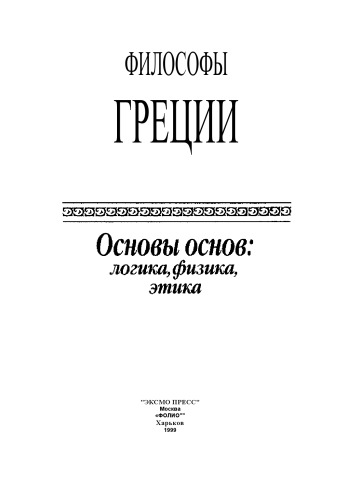 ФИЛОСОФЫ
ГРЕЦИИ
Основы основ:
логика, физика,
этика
"ЭКСМО ПРЕСС"
Москва
«ФОЛИО"
Харьков
1999